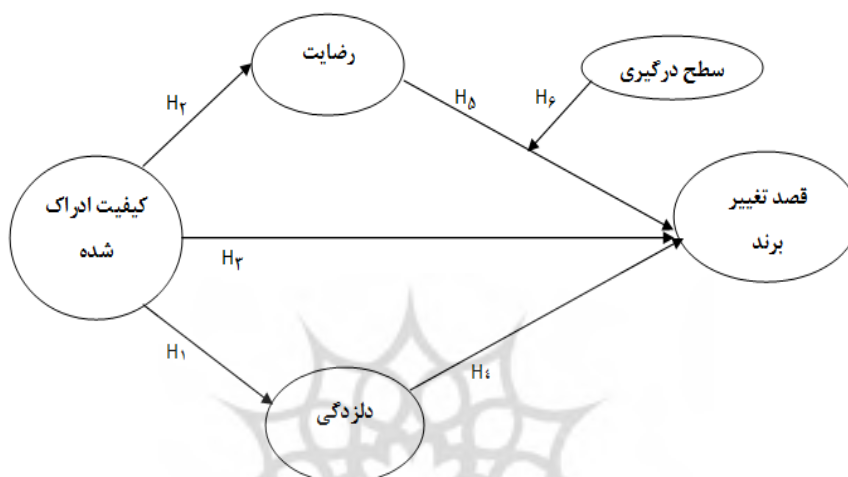 رضایت
سطح درگیری
H۵
H۶
H۲
کیفیت ادراک
شده
قصد تغییر
برند
H۳
H۱
H٤
دلزدگی